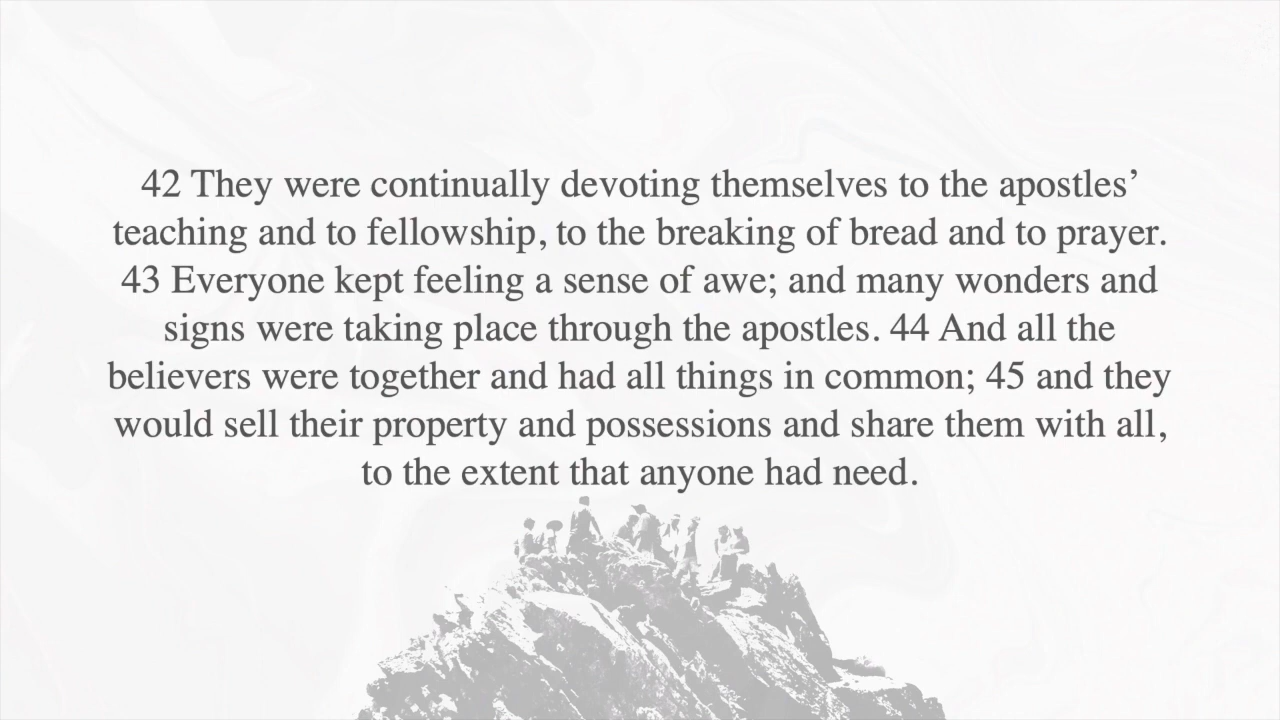 42 They were continually devoting themselves to the apostles’
teaching and to fellowship, to the breaking of bread and to prayer.
43 Everyone kept feeling a sense of awe; and many wonders and
signs were taking place through the apostles. 44 And all the
believers were together and had all things in common; 45 and they
would sell their property and possessions and share them with all,
to the extent that anyone had need.